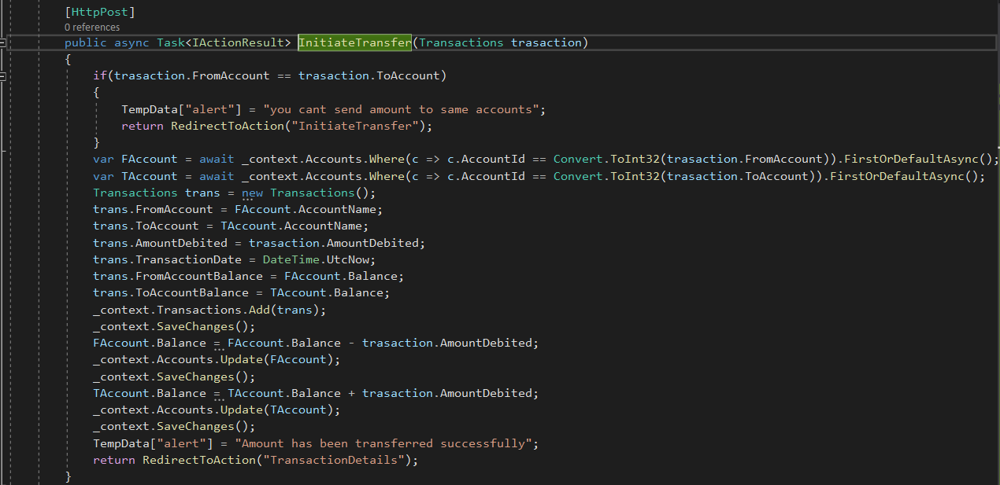 [HttpPost]
0 references
public async Task<IActionResult> InitiateTransfer(Transactions trasaction)
{
if(trasaction.FromAccount == trasaction.ToAccount)
{
TempData["alert"] = "you cant send amount to same accounts";
return RedirectToAction("InitiateTransfer");
}
var FAccount = await _context.Accounts.Where(c => c.AccountId == Convert.ToInt32(trasaction.FromAccount)).FirstOrDefaultAsync();
var TAccount = await _context.Accounts.Where(c => c.AccountId == Convert.ToInt32(trasaction.ToAccount)).FirstOrDefaultAsync();
Transactions trans = new Transactions();
trans.FromAccount = FAccount.AccountName;
trans.ToAccount = TAccount.AccountName;
trans.AmountDebited = trasaction.AmountDebited;
trans.TransactionDate = DateTime.UtcNow;
trans.FromAccountBalance = FAccount.Balance;
trans.ToAccountBalance = TAccount.Balance;
_context.Transactions.Add(trans);
_context.SaveChanges();
FAccount.Balance = FAccount.Balance - trasaction.AmountDebited;
_context.Accounts.Update(FAccount);
_context.SaveChanges();
TAccount.Balance = TAccount.Balance + trasaction.AmountDebited;
_context.Accounts.Update(TAccount);
_context.SaveChanges();
TempData["alert"] = "Amount has been transferred successfully";
return RedirectToAction("TransactionDetails");
}